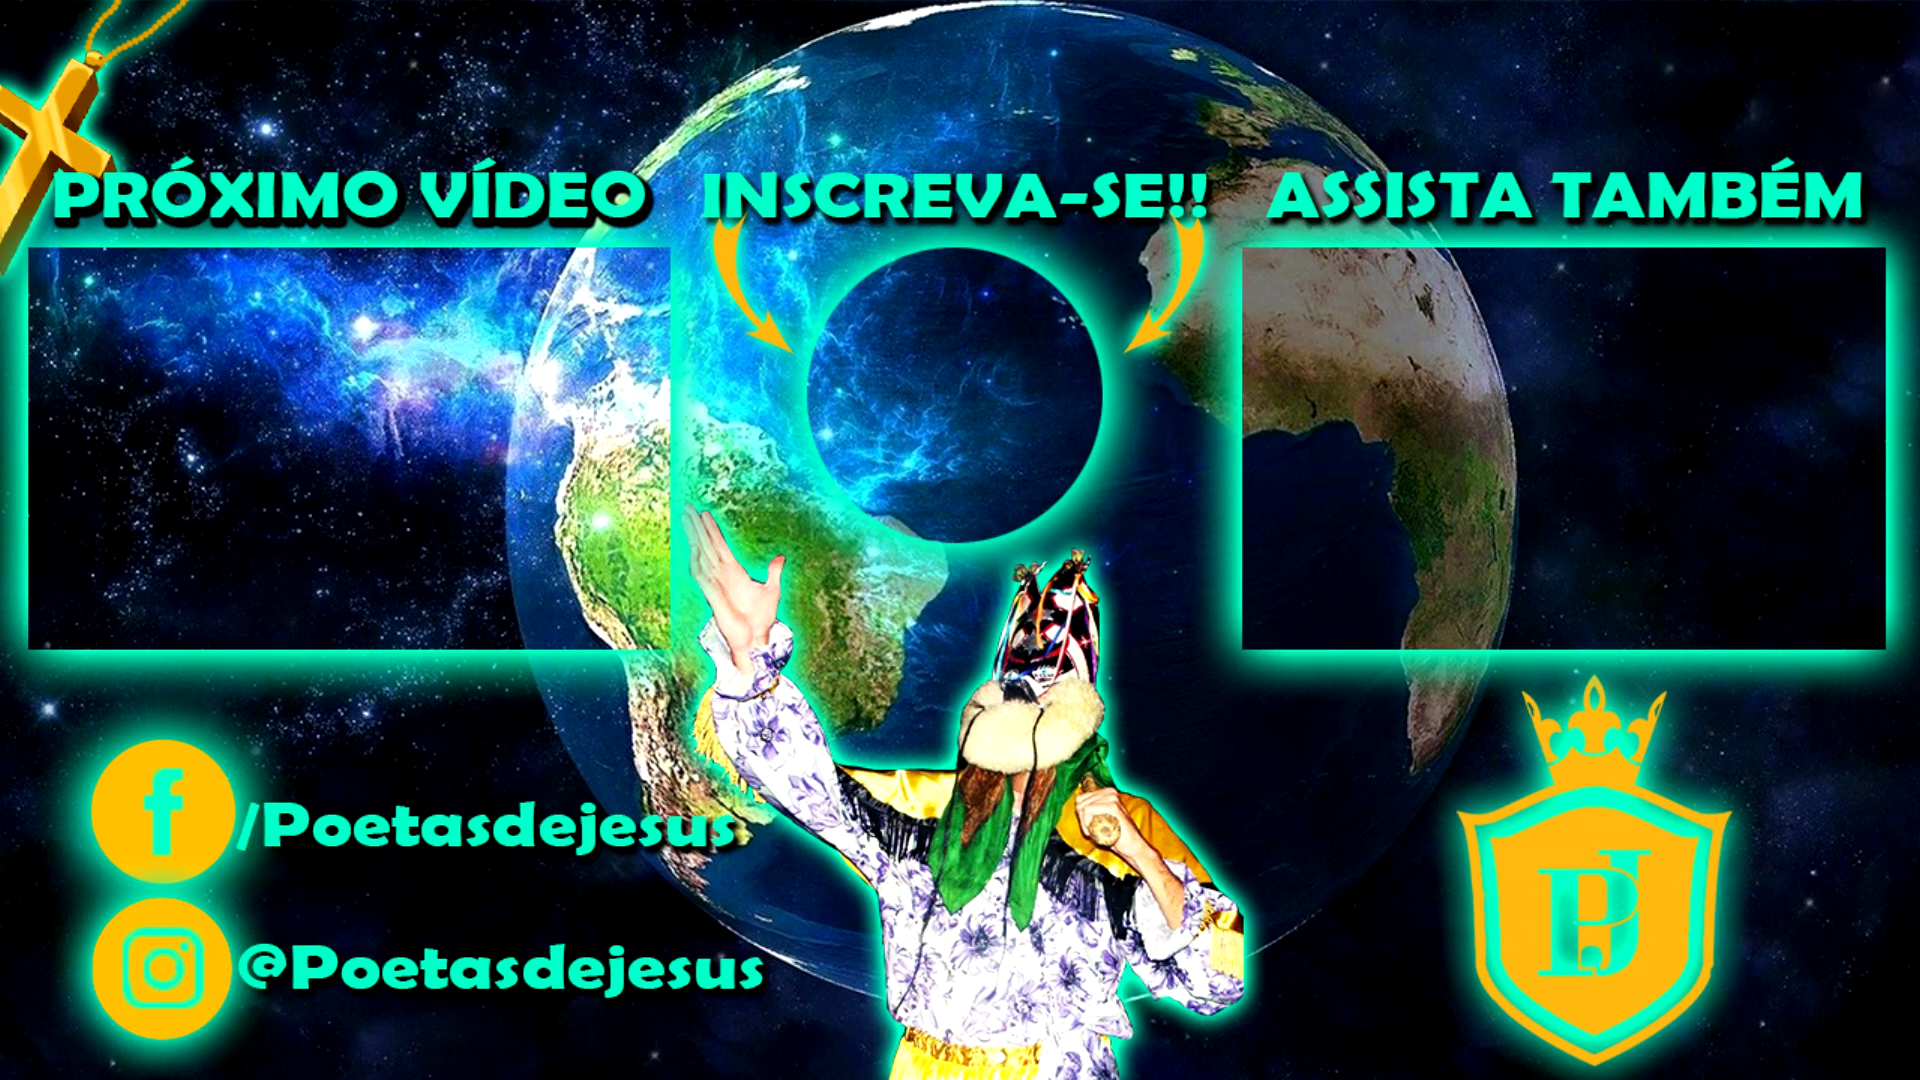 PRÓXIMO VÍDEO
INSCREVA-SE!!
ASSISTA TAMBÉM
/Poetasdejesus
@Poetasdejesus
PJ